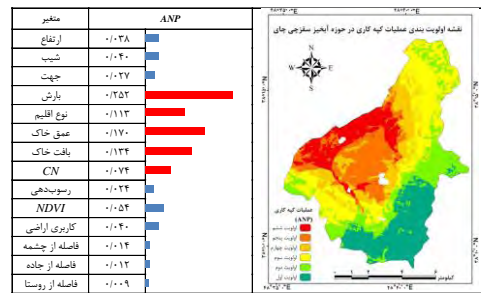 متغیر ANP
ارتفاع ۰/۰۳۸
شیب ۰/۰۴۰
جهت ۰/۰۲۷
بارش ۰/۲۵۲
نوع اقلیم ۰/۱۱۳
عمق خاک ۰/۱۷۰
بافت خاک ۰/۱۳۴
CN ۰/۰۷۴
رسوب‌دهی ۰/۰۲۴
NDVI ۰/۰۵۴
کاربری اراضی ۰/۰۴۰
فاصله از چشمه ۰/۰۱۴
فاصله از جاده ۰/۰۱۲
فاصله از روستا ۰/۰۰۹
نقشه اولویت بندی عملیات کپه کاری در حوزه آبخیز سقزچی چای
N
W E
S
عملیات کپه کاری
(ANP)
اولویت ششم
اولویت پنجم
اولویت چهارم
اولویت سوم
اولویت دوم
اولویت اول
کیلومتر